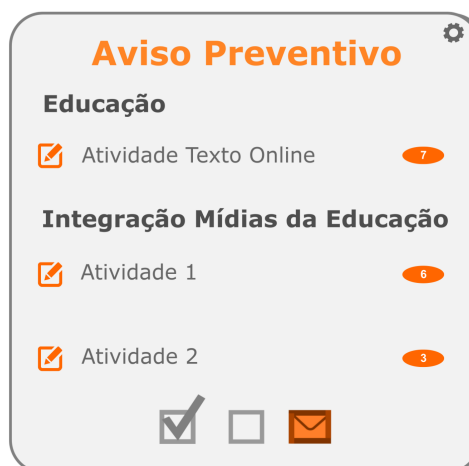 Aviso Preventivo
Educação
Atividade Texto Online 7
Integração Mídias da Educação
Atividade 1 6
Atividade 2 3